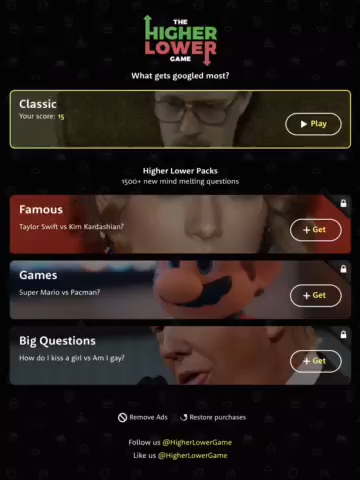 THE
HIGHER
LOWER
GAME
What gets googled most?
Classic
Your score: 15
Play
Higher Lower Packs
1500+ new mind melting questions
Famous
Taylor Swift vs Kim Kardashian?
+ Get
Games
Super Mario vs Pacman?
+ Get
Big Questions
How do I kiss a girl vs Am I gay?
+ Get
Remove Ads Restore purchases
Follow us @HigherLowerGame
Like us @HigherLowerGame